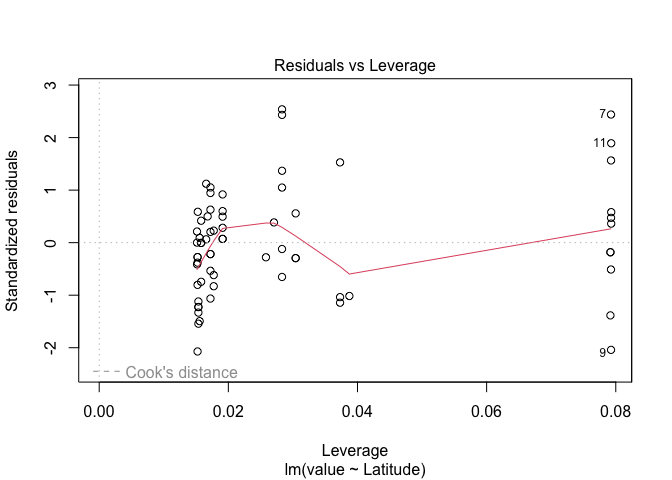 Residuals vs Leverage
Standardized residuals
3
2
1
0
-1
-2
7
11
9
Cook's distance
0.00 0.02 0.04 0.06 0.08
Leverage
lm(value ~ Latitude)